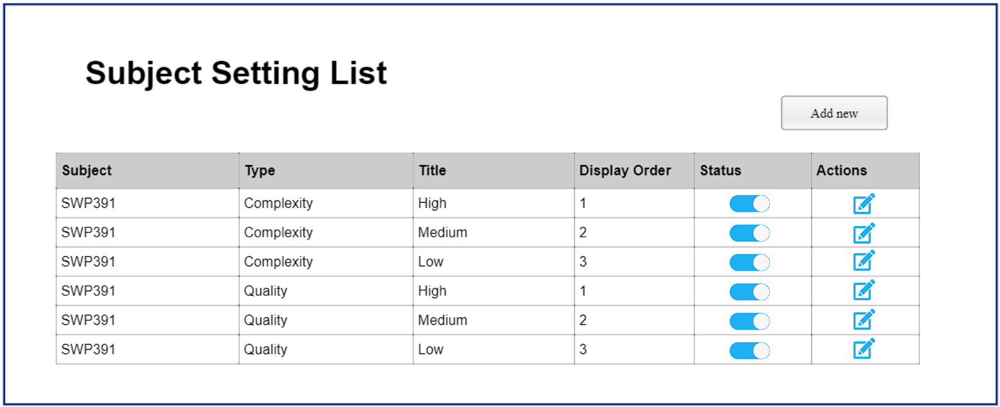 Subject Setting List
Add new
Subject Type Title Display Order Status Actions
SWP391 Complexity High 1
SWP391 Complexity Medium 2
SWP391 Complexity Low 3
SWP391 Quality High 1
SWP391 Quality Medium 2
SWP391 Quality Low 3